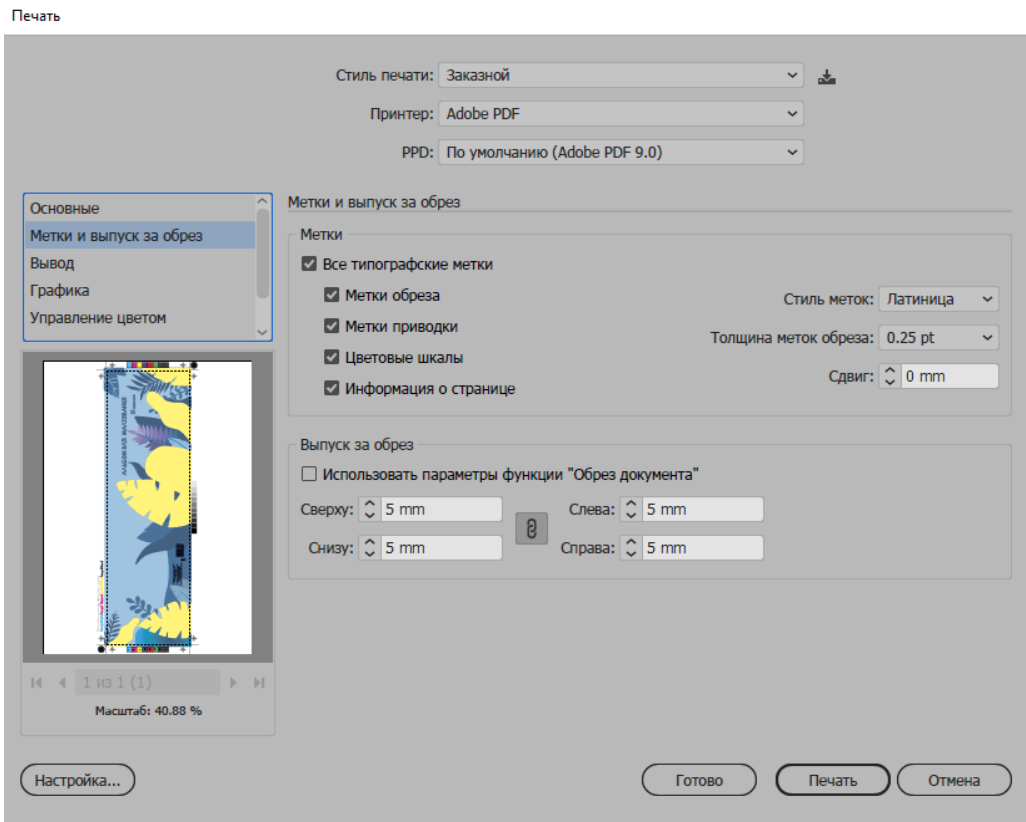 Печать
Стиль печати: Заказной
Принтер: Adobe PDF
PPD: По умолчанию (Adobe PDF 9.0)
Основные
Метки и выпуск за обрез
Вывод
Графика
Управление цветом
Метки и выпуск за обрез
Метки
Все типографские метки
Метки обреза
Стиль меток: Латиница
Метки приводки
Толщина меток обреза: 0.25 pt
Цветовые шкалы
Сдвиг: 0 mm
Информация о странице
Выпуск за обрез
Использовать параметры функции "Обрез документа"
Сверху: 5 mm
Слева: 5 mm
Снизу: 5 mm
Справа: 5 mm
1 из 1 (1)
Масштаб: 40.88 %
Настройка...
Готово
Печать
Отмена